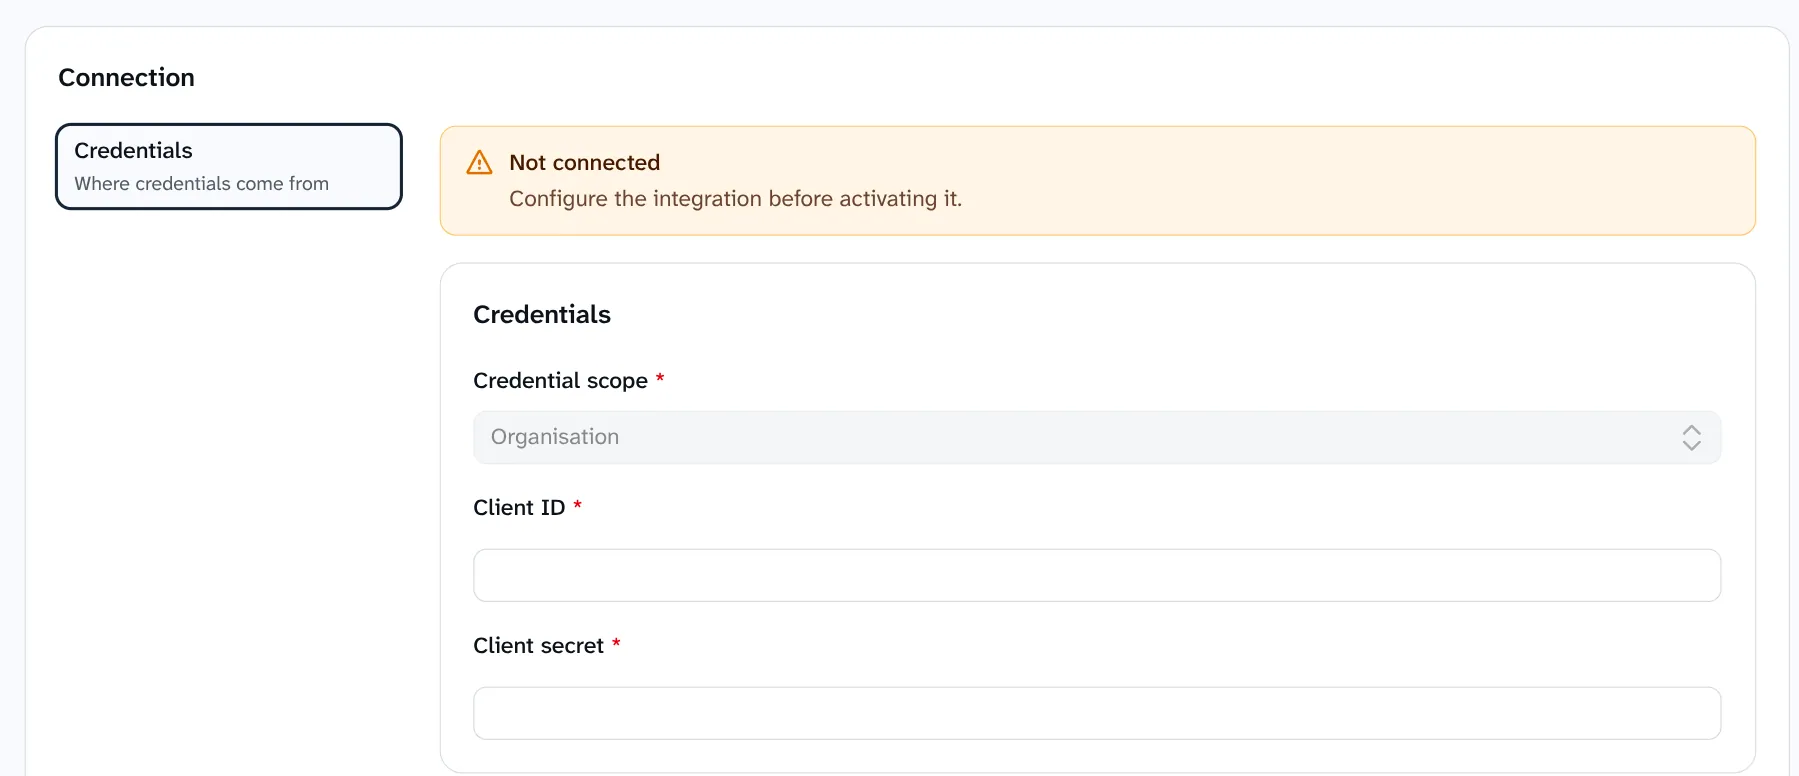 Connection
Credentials
Where credentials come from
Not connected
Configure the integration before activating it.
Credentials
Credential scope *
Organisation
Client ID *
Client secret *